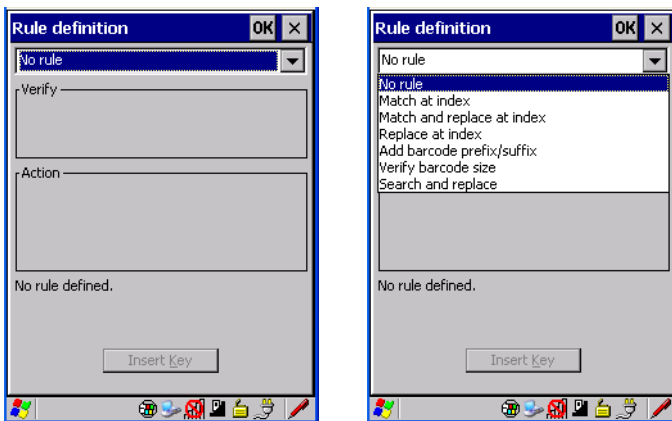 Rule definition OK
No rule
Verify
Action
No rule defined.
Insert Key
Rule definition OK
No rule
No rule
Match at index
Match and replace at index
Replace at index
Add barcode prefix/suffix
Verify barcode size
Search and replace
No rule defined.
Insert Key